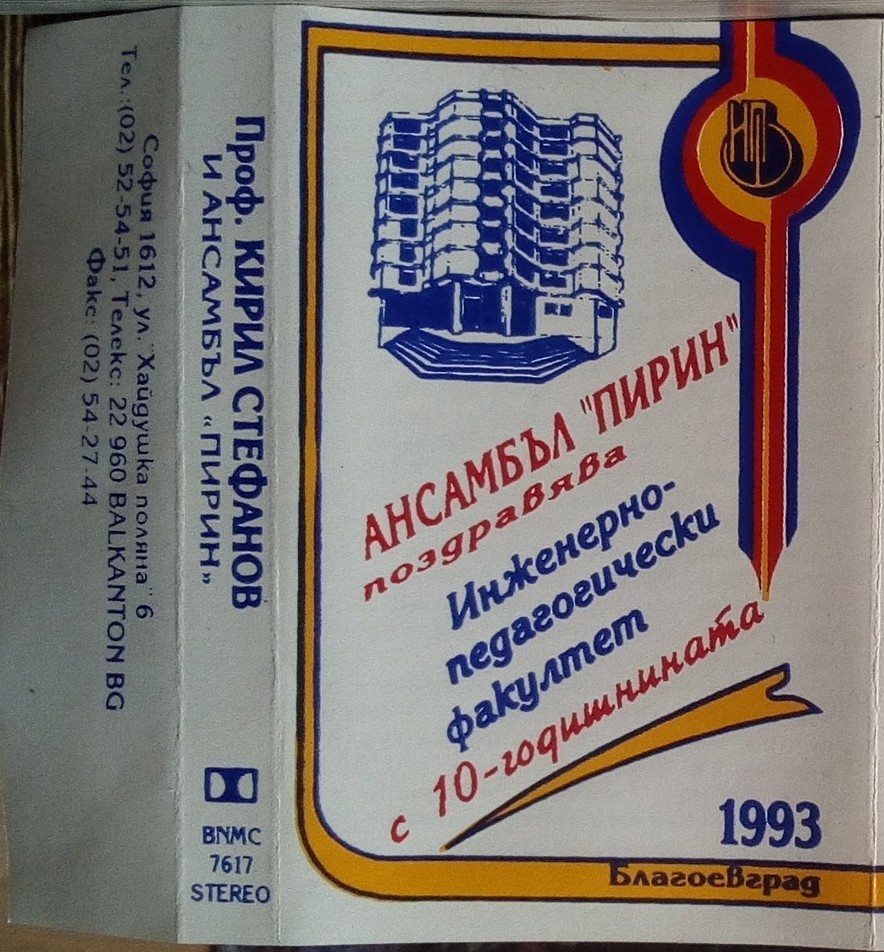 София 1612, ул. "Хайдушка поляна" 6
Тел.:(02) 52-54-51, Телекс: 22 960 BALKANTON BG
Факс: (02) 54-27-44
Проф. КИРИЛ СТЕФАНОВ
И АНСАМБЪЛ «ПИРИН»
BNMC
7617
STEREO
АНСАМБЪЛ "ПИРИН"
поздравява
Инженерно-
педагогически
факултет
с 10-годишнината
1993
Благоевград